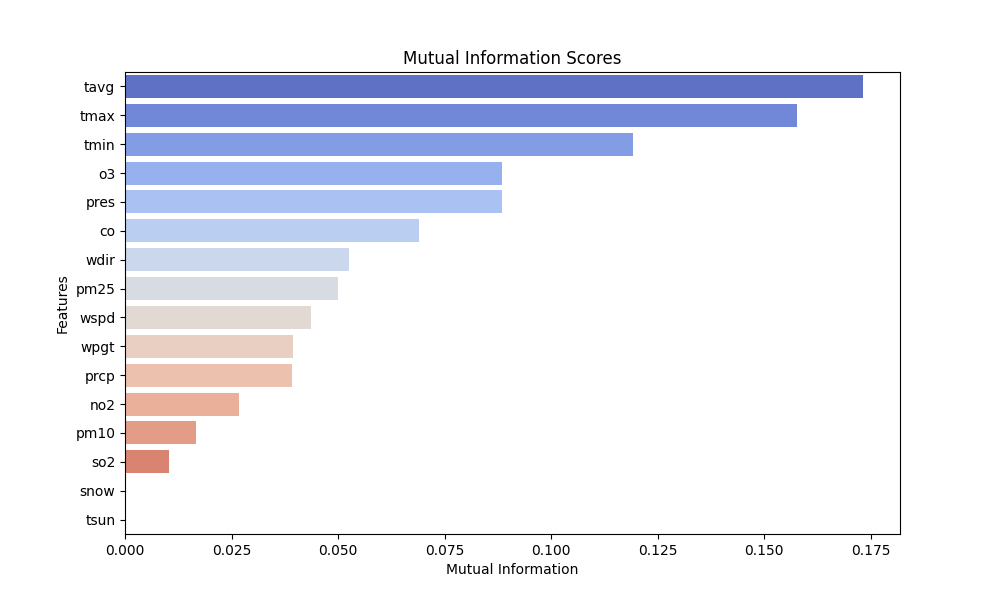 Mutual Information Scores
Features
tavg
tmax
tmin
o3
pres
co
wdir
pm25
wspd
wpgt
prcp
no2
pm10
so2
snow
tsun
0.000 0.025 0.050 0.075 0.100 0.125 0.150 0.175
Mutual Information